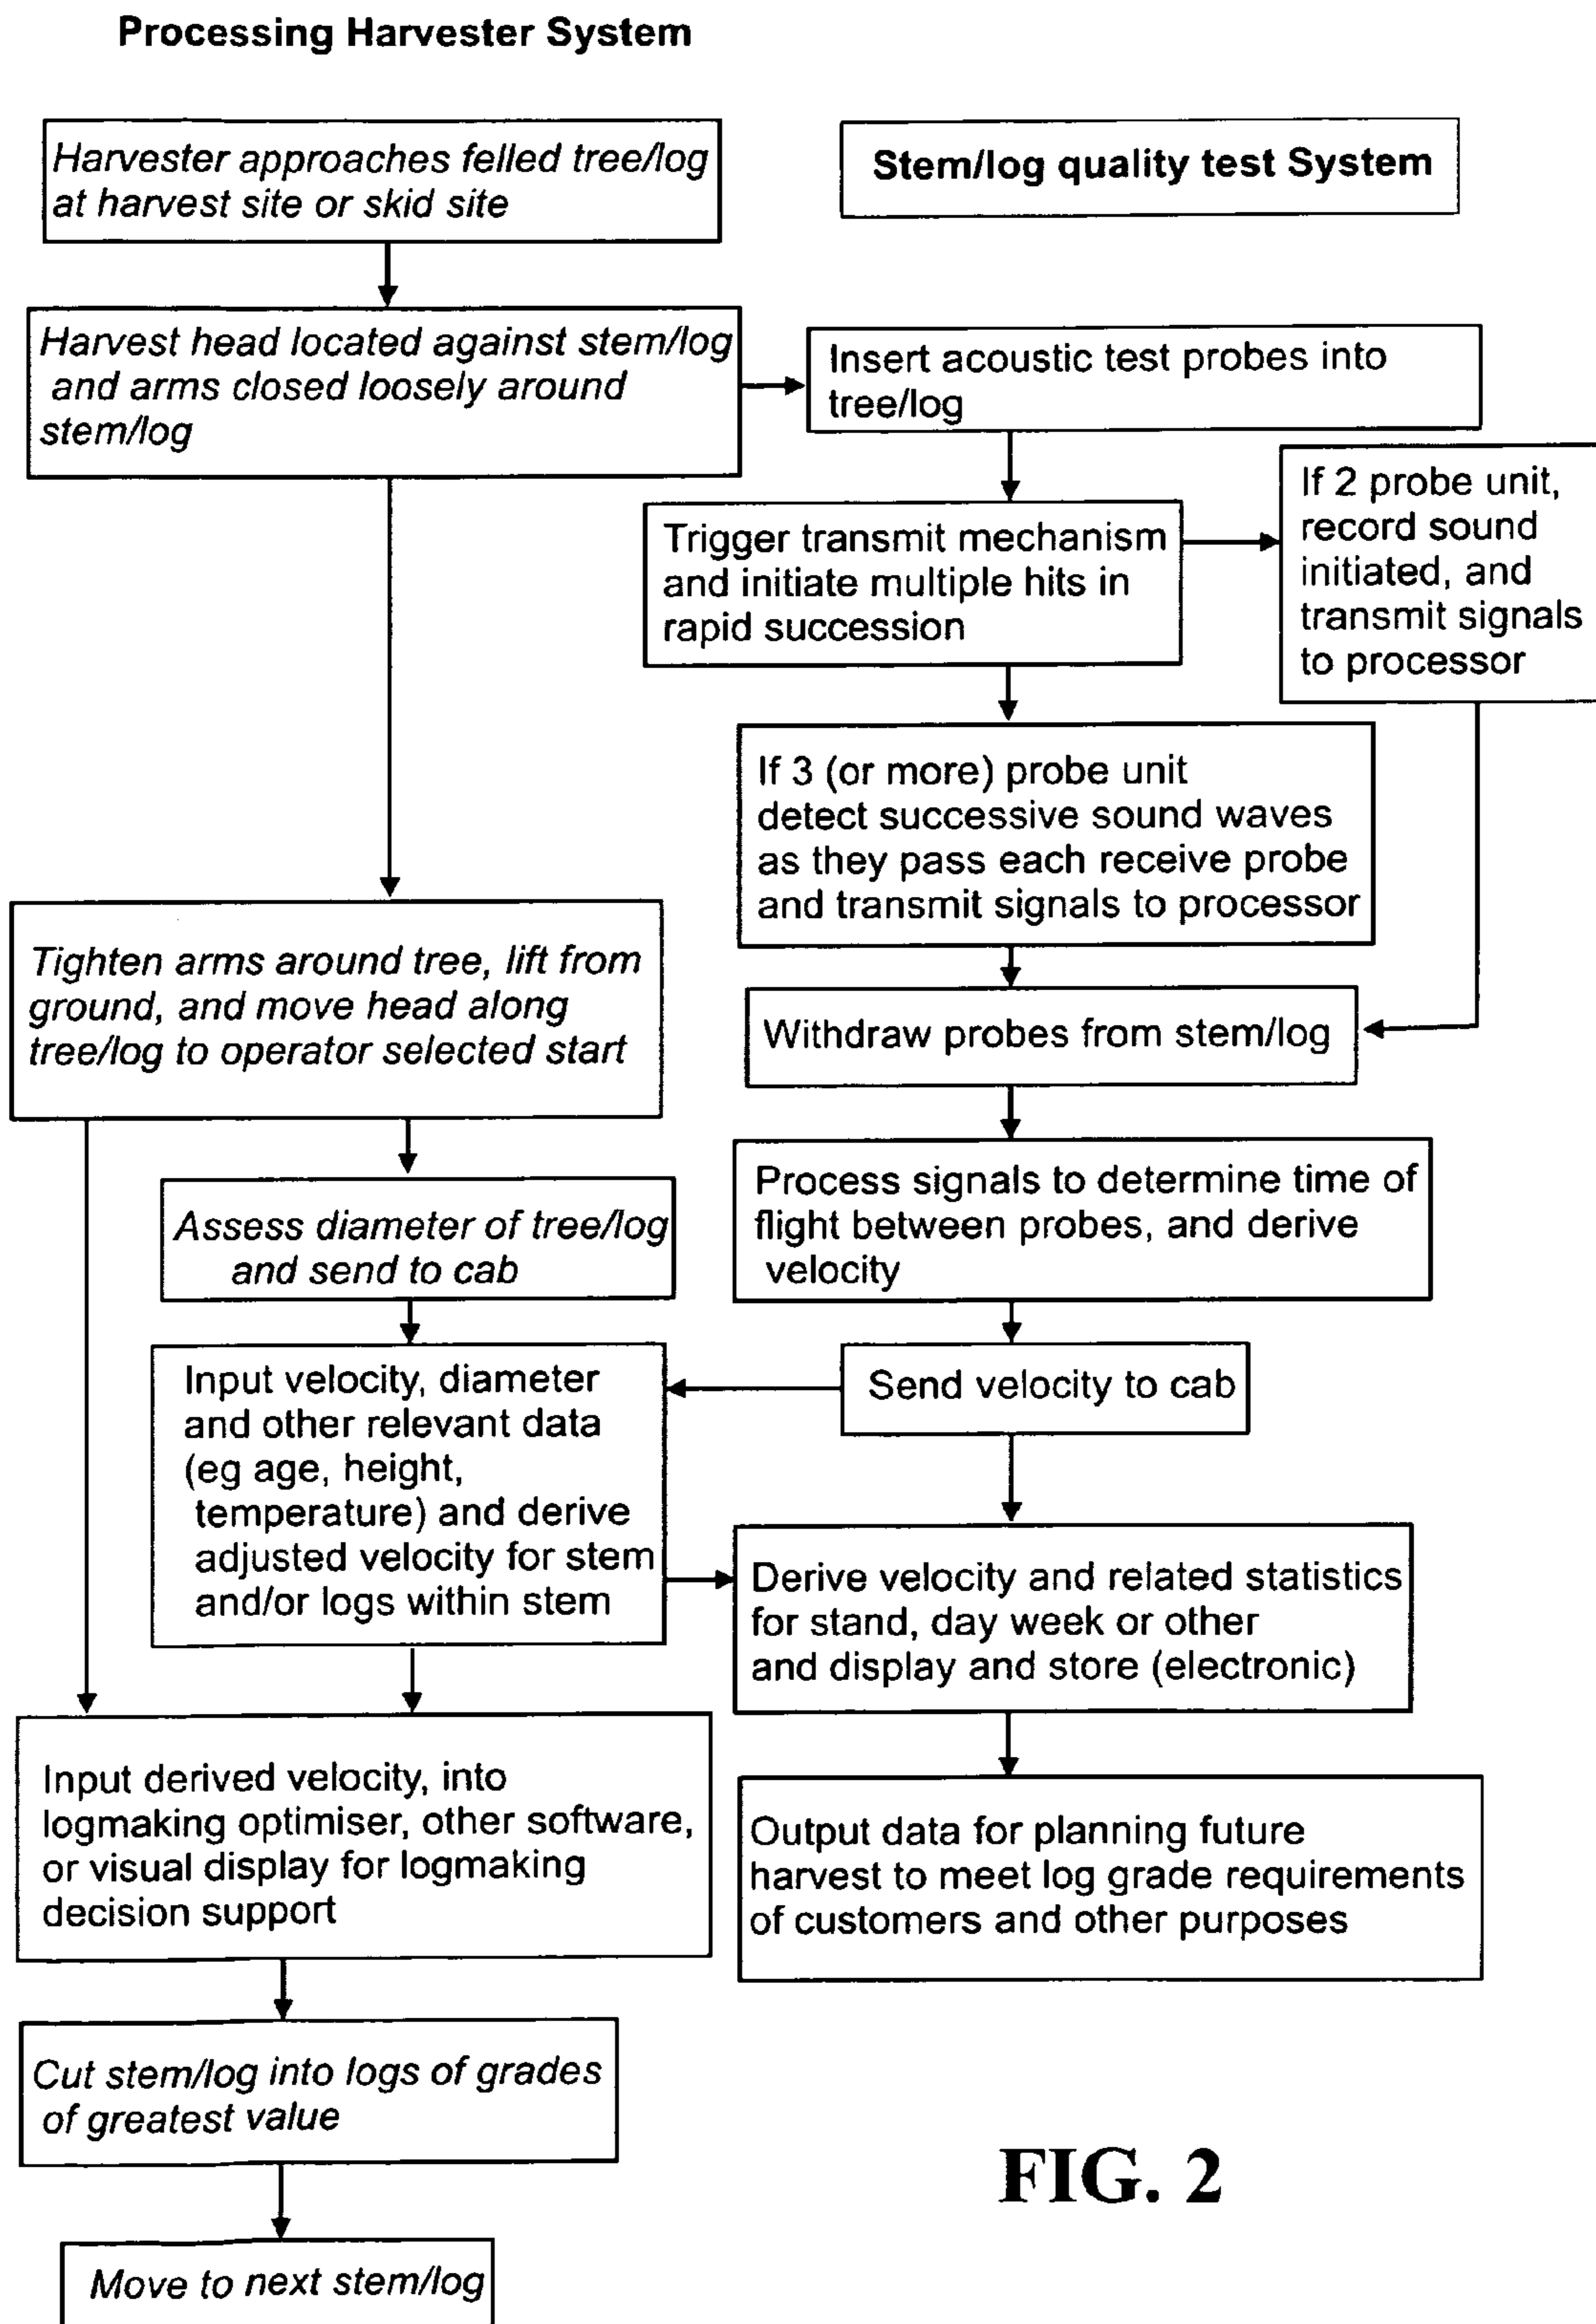 Processing Harvester System
Harvester approaches felled tree/log
at harvest site or skid site
Stem/log quality test System
Harvest head located against stem/log
and arms closed loosely around
stem/log
Insert acoustic test probes into
tree/log
Trigger transmit mechanism
and initiate multiple hits in
rapid succession
If 2 probe unit,
record sound
initiated, and
transmit signals
to processor
If 3 (or more) probe unit
detect successive sound waves
as they pass each receive probe
and transmit signals to processor
Tighten arms around tree, lift from
ground, and move head along
tree/log to operator selected start
Withdraw probes from stem/log
Assess diameter of tree/log
and send to cab
Process signals to determine time of
flight between probes, and derive
velocity
Input velocity, diameter
and other relevant data
(eg age, height,
temperature) and derive
adjusted velocity for stem
and/or logs within stem
Send velocity to cab
Derive velocity and related statistics
for stand, day week or other
and display and store (electronic)
Input derived velocity, into
logmaking optimiser, other software,
or visual display for logmaking
decision support
Output data for planning future
harvest to meet log grade requirements
of customers and other purposes
Cut stem/log into logs of grades
of greatest value
Move to next stem/log
FIG. 2